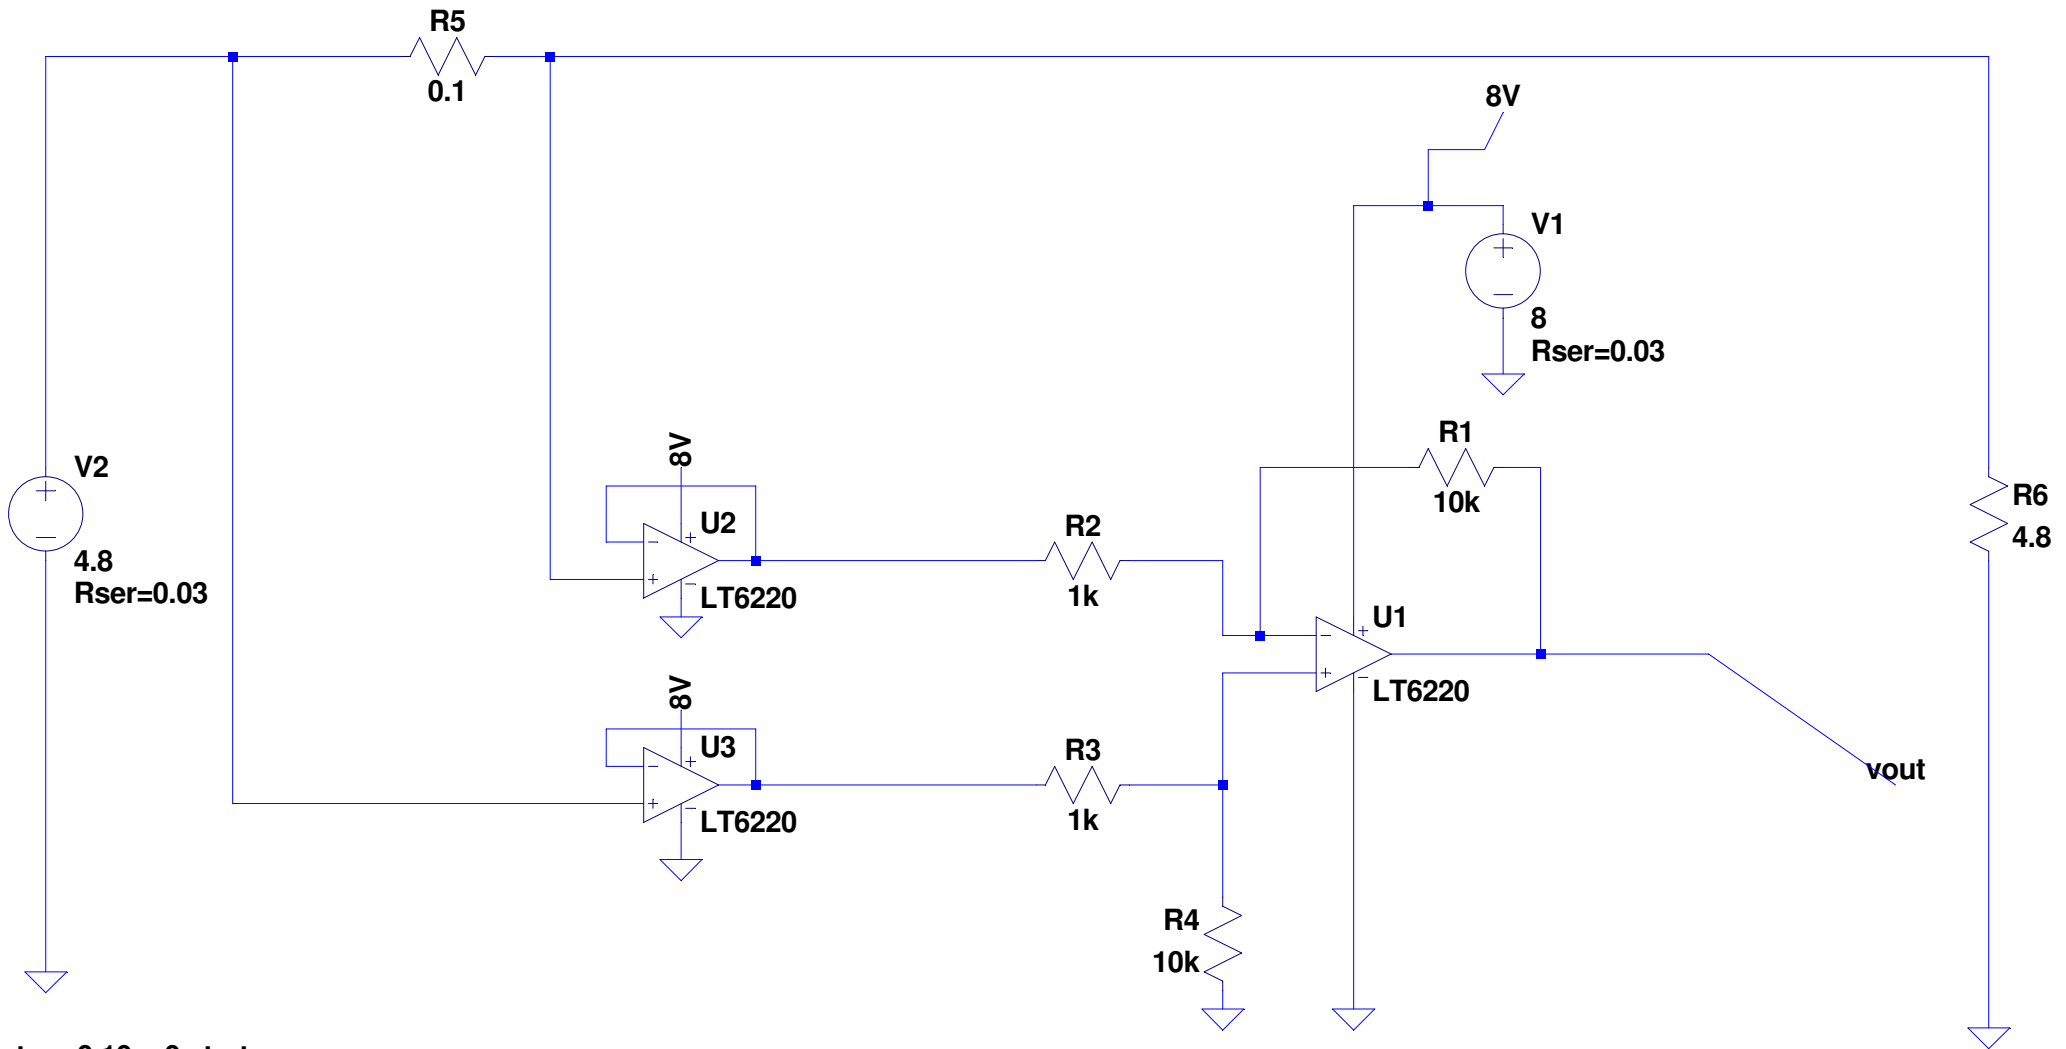 R5
0.1
8V
V1
8
Rser=0.03
R1
10k
8V
V2
4.8
Rser=0.03
U2
LT6220
R2
1k
R6
4.8
U1
LT6220
8V
U3
LT6220
R3
1k
vout
R4
10k